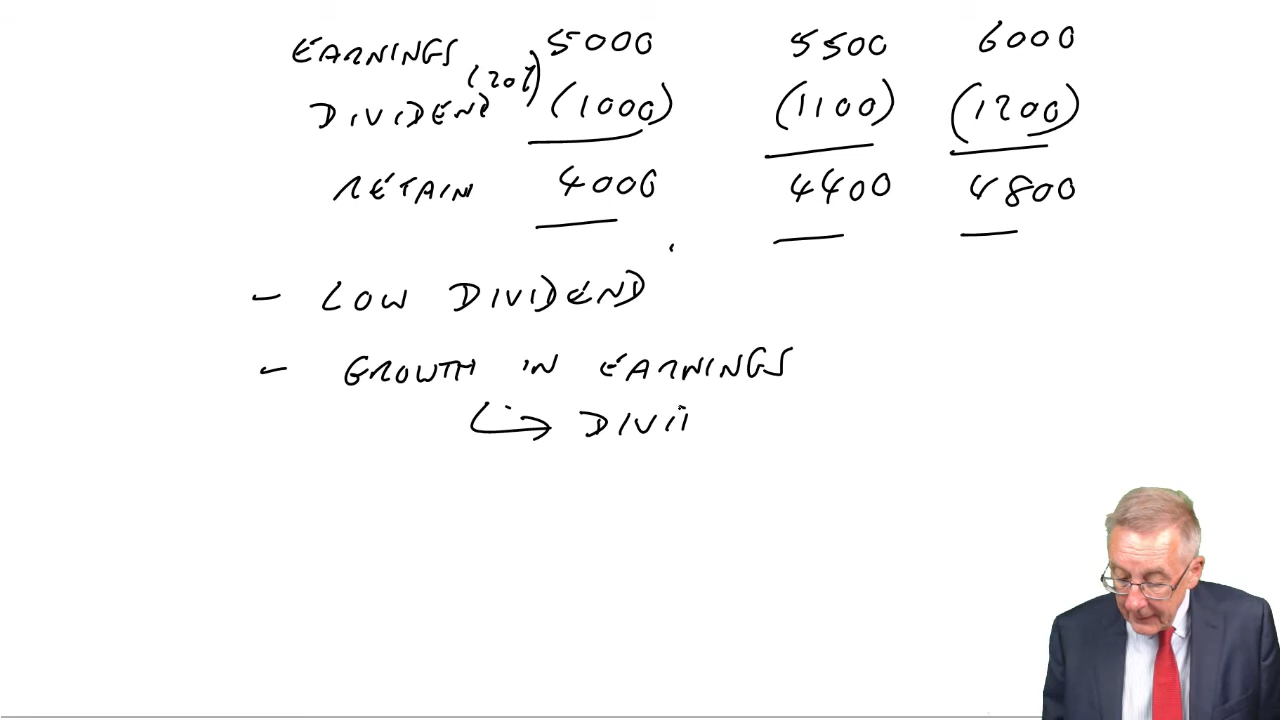 EARNINGS 5000 5500 6000
DIVIDEND (20%) (1000) (1100) (1200)
RETAIN 4000 4400 4800
- LOW DIVIDEND
- GROWTH IN EARNINGS
↳ DIVI